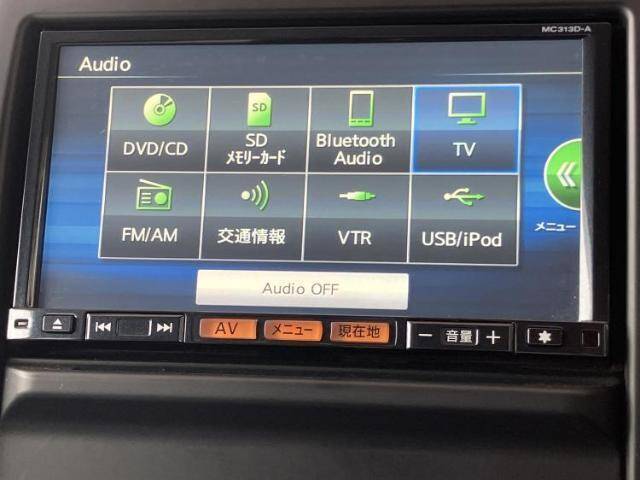 MC313D-A
Audio
DVD/CD
SD
SD
メモリーカード
Bluetooth
Audio
TV
FM/AM
交通情報
VTR
USB/iPod
メニュー
Audio OFF
AV
メニュー
現在地
− 音量 +